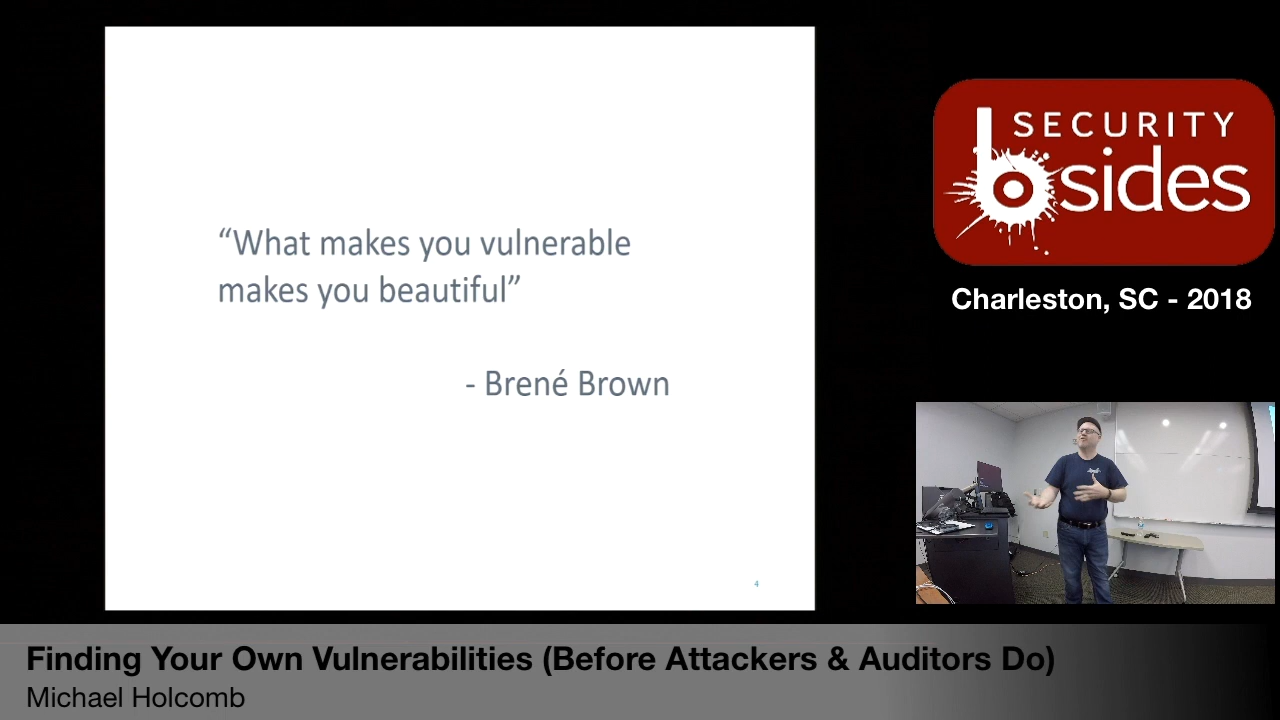 “What makes you vulnerable
makes you beautiful”
- Brené Brown
4
SECURITY
bsides
Charleston, SC - 2018
Finding Your Own Vulnerabilities (Before Attackers & Auditors Do)
Michael Holcomb